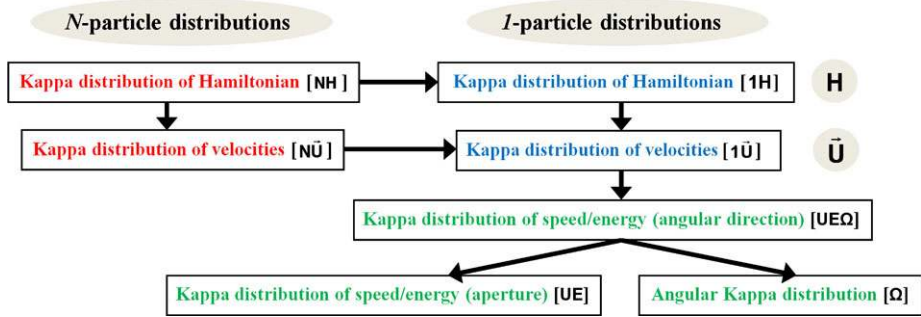 N-particle distributions
1-particle distributions
Kappa distribution of Hamiltonian [NH]
Kappa distribution of Hamiltonian [1H]
H
Kappa distribution of velocities [NU⃗]
Kappa distribution of velocities [1U⃗]
U⃗
Kappa distribution of speed/energy (angular direction) [UEΩ]
Kappa distribution of speed/energy (aperture) [UE]
Angular Kappa distribution [Ω]